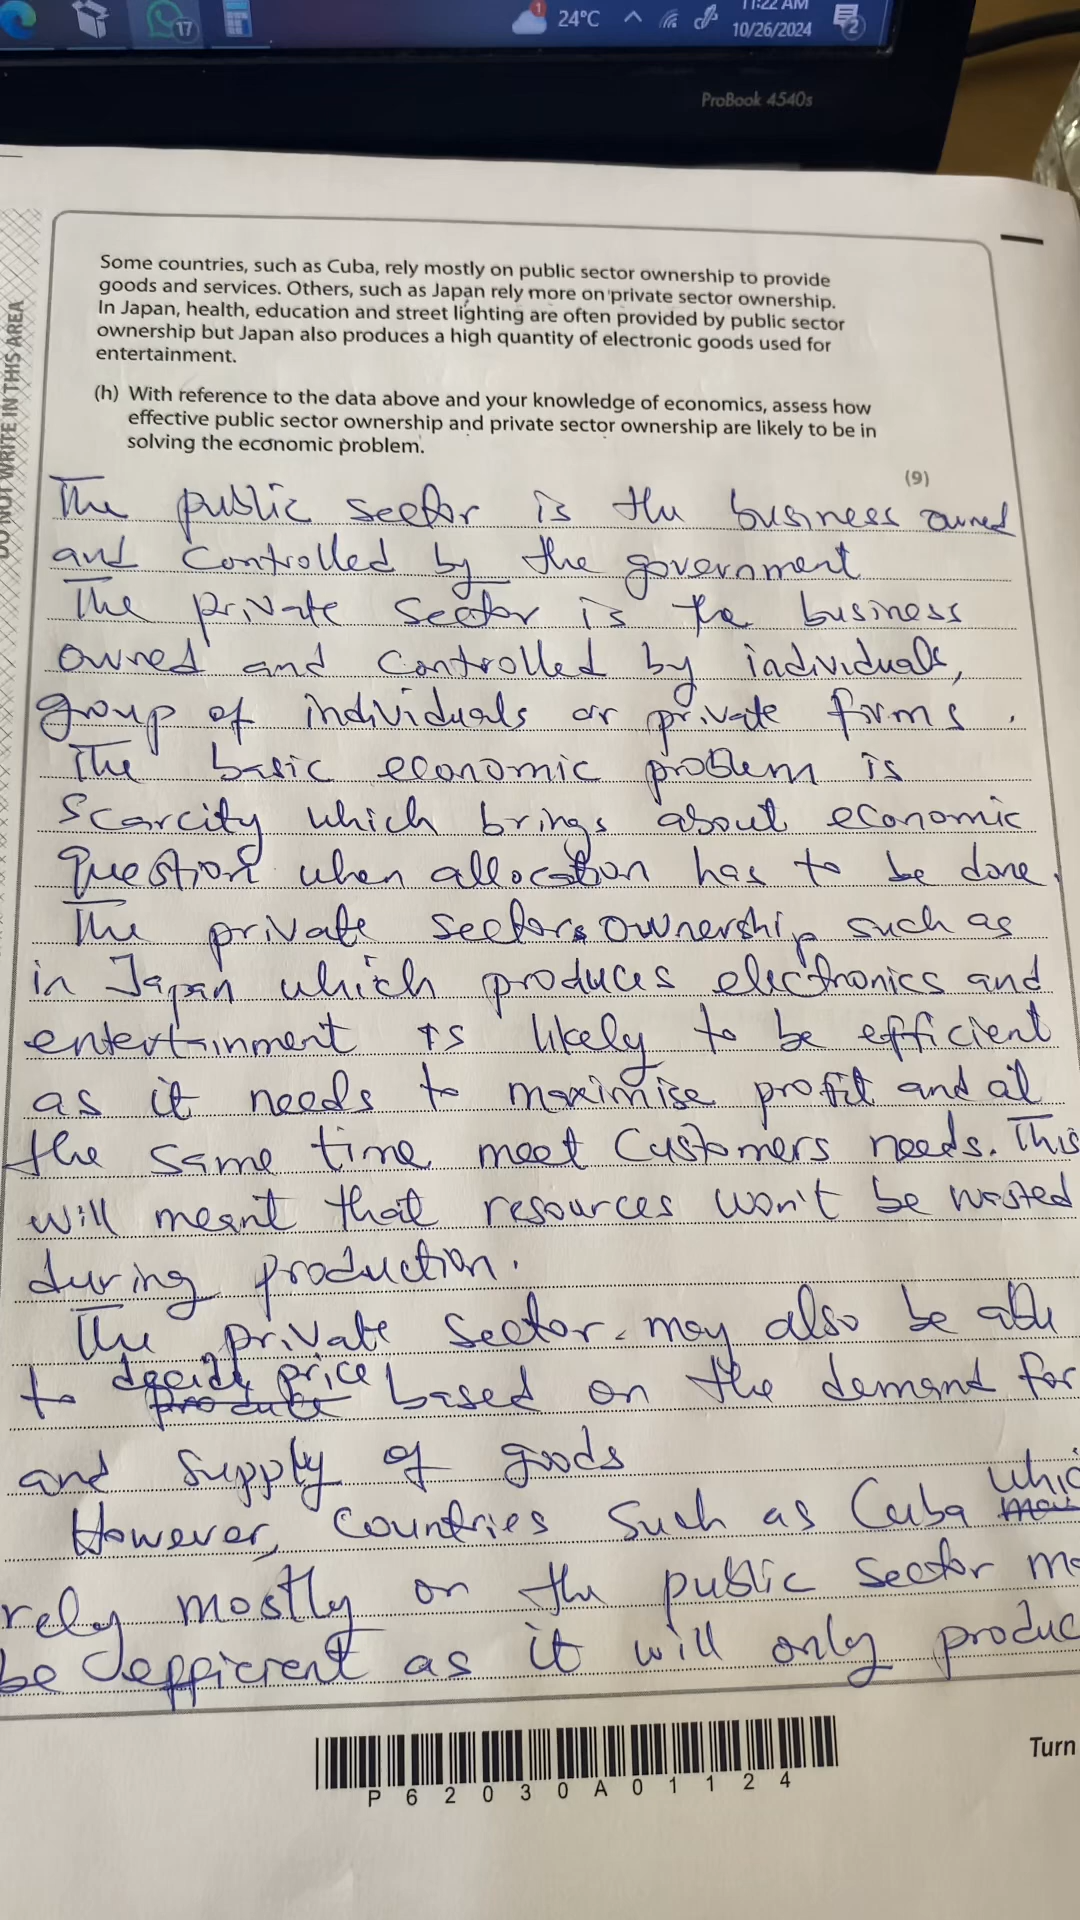 17
1
24°C
11:22 AM
10/26/2024
2
ProBook 4540s
DO NOT WRITE IN THIS AREA
Some countries, such as Cuba, rely mostly on public sector ownership to provide
goods and services. Others, such as Japan rely more on private sector ownership.
In Japan, health, education and street lighting are often provided by public sector
ownership but Japan also produces a high quantity of electronic goods used for
entertainment.
(h) With reference to the data above and your knowledge of economics, assess how
effective public sector ownership and private sector ownership are likely to be in
solving the economic problem.
(9)
The public sector is the business owned
and controlled by the government
The private sector is the business
owned and controlled by individuals,
group of individuals or private firms.
The basic economic problem is
Scarcity which brings about economic
question when allocation has to be done.
The private sectors ownership such as
in Japan which produces electronics and
entertainment is likely to be efficient
as it needs to maximise profit and at
the same time meet customers needs. This
will meant that resources won't be wasted
during production.
The private sector may also be able
to decide price based on the demand for
and supply of goods
However, countries such as Cuba whic
rely mostly on the public sector ma
be defficient as it will only produc
P62030A01124
Turn